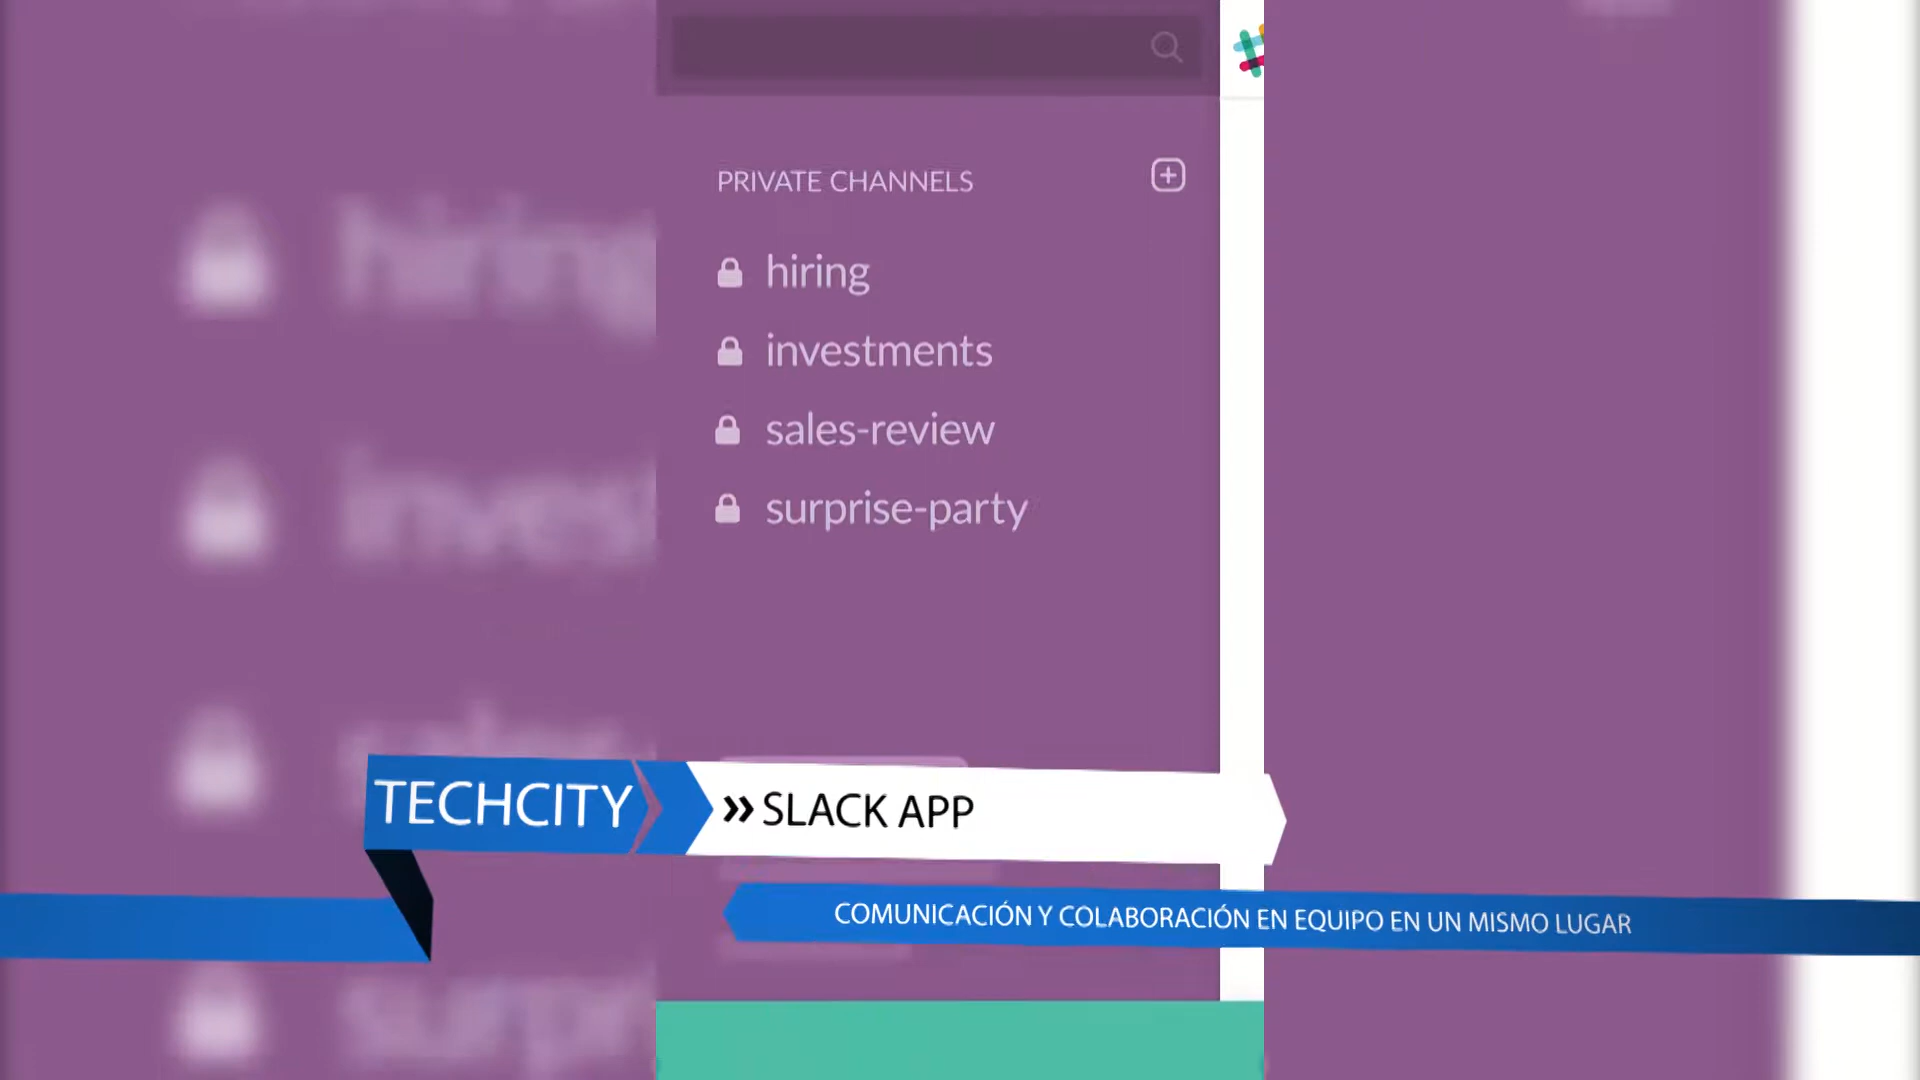 PRIVATE CHANNELS
hiring
investments
sales-review
surprise-party
TECHCITY
» SLACK APP
COMUNICACIÓN Y COLABORACIÓN EN EQUIPO EN UN MISMO LUGAR